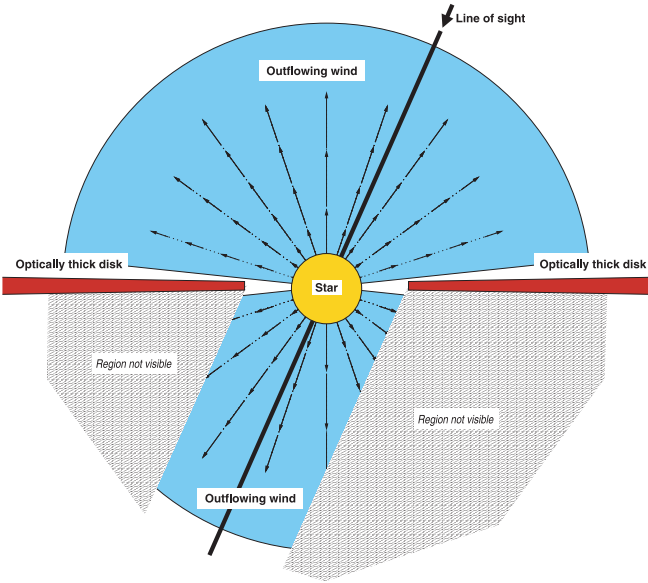 Line of sight
Outflowing wind
Optically thick disk
Optically thick disk
Star
Region not visible
Region not visible
Outflowing wind